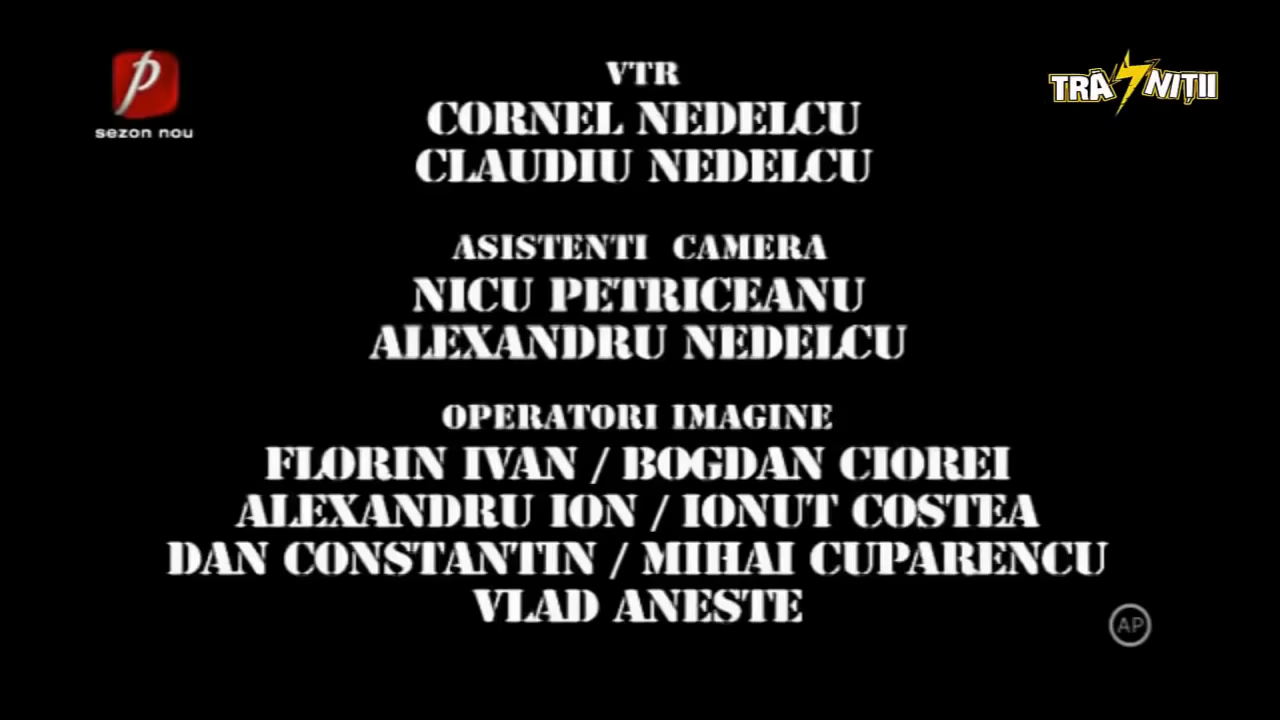 p
sezon nou
TRĂSNIȚII
VTR
CORNEL NEDELCU
CLAUDIU NEDELCU
ASISTENTI CAMERA
NICU PETRICEANU
ALEXANDRU NEDELCU
OPERATORI IMAGINE
FLORIN IVAN / BOGDAN CIOREI
ALEXANDRU ION / IONUT COSTEA
DAN CONSTANTIN / MIHAI CUPARENCU
VLAD ANESTE
AP